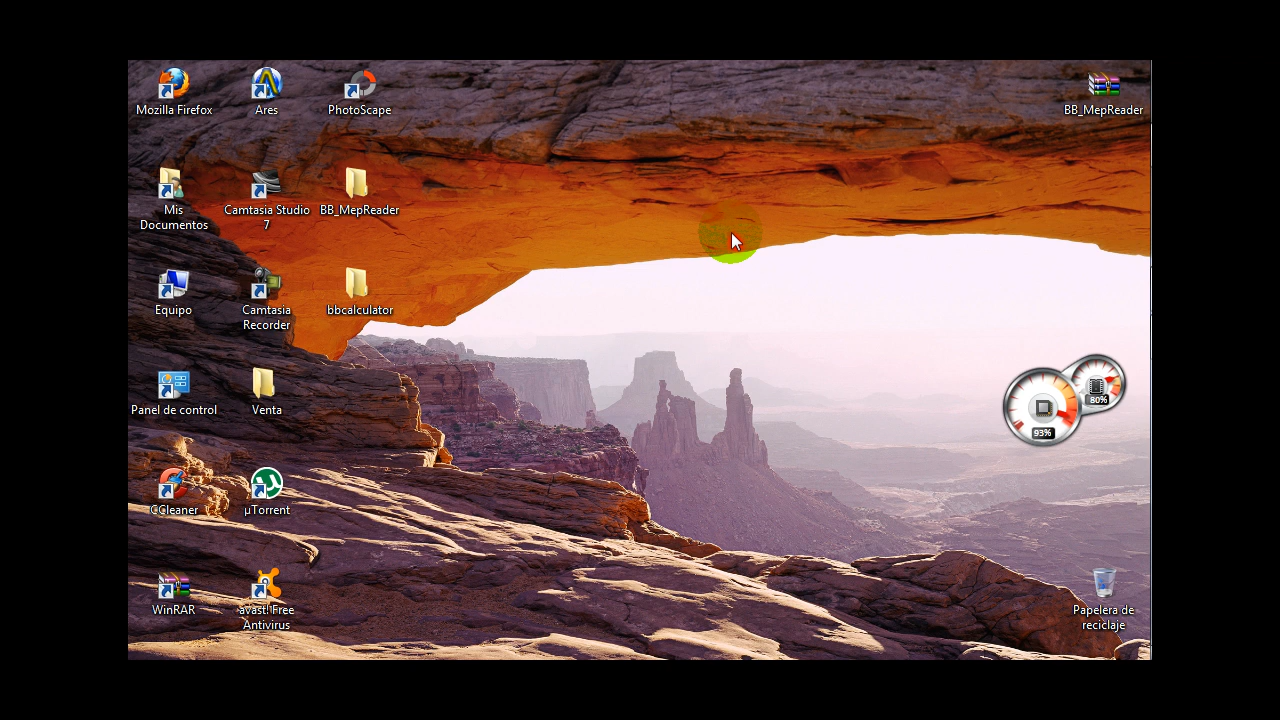 Mozilla Firefox
Ares
PhotoScape
BB_MepReader
Mis
Documentos
Camtasia Studio
7
BB_MepReader
Equipo
Camtasia
Recorder
bbcalculator
Panel de control
Venta
80%
93%
CCleaner
µTorrent
WinRAR
avast! Free
Antivirus
Papelera de
reciclaje